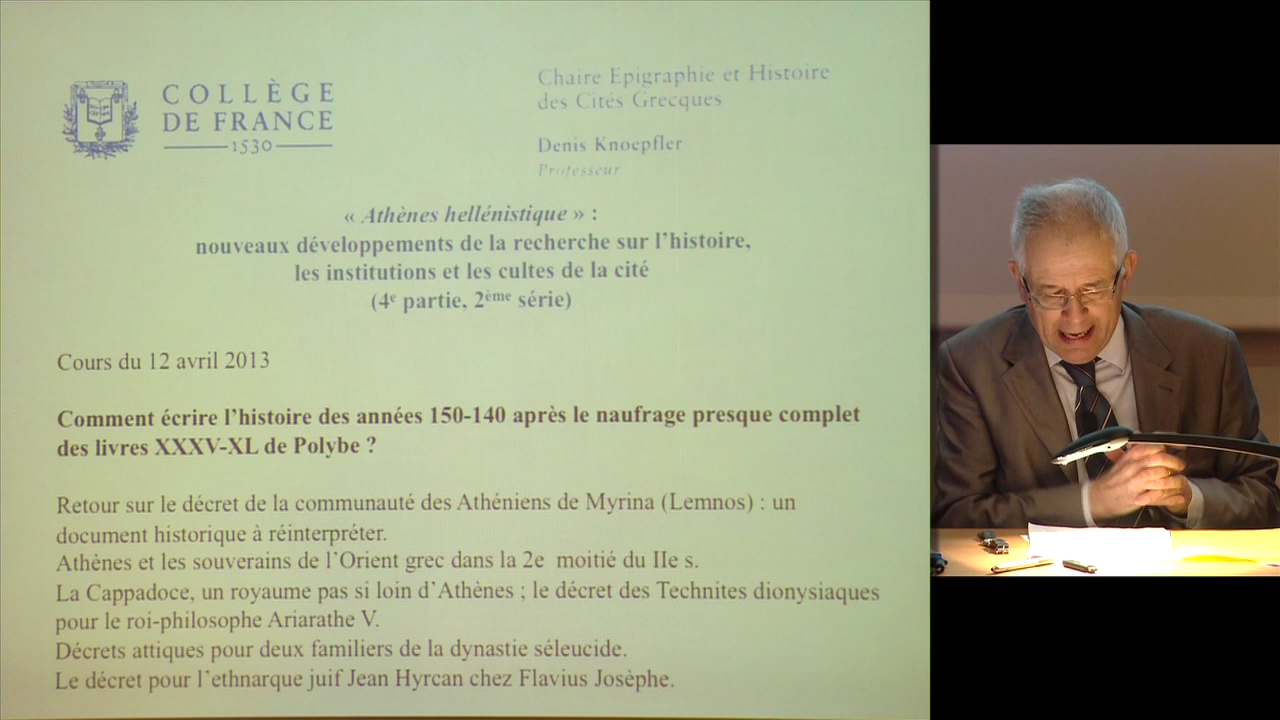 COLLÈGE
DE FRANCE
1530
Chaire Epigraphie et Histoire
des Cités Grecques
Denis Knoepfler
Professeur
« Athènes hellénistique » :
nouveaux développements de la recherche sur l’histoire,
les institutions et les cultes de la cité
(4e partie, 2ème série)
Cours du 12 avril 2013
Comment écrire l’histoire des années 150-140 après le naufrage presque complet
des livres XXXV-XL de Polybe ?
Retour sur le décret de la communauté des Athéniens de Myrina (Lemnos) : un
document historique à réinterpréter.
Athènes et les souverains de l’Orient grec dans la 2e moitié du IIe s.
La Cappadoce, un royaume pas si loin d’Athènes ; le décret des Technites dionysiaques
pour le roi-philosophe Ariarathe V.
Décrets attiques pour deux familiers de la dynastie séleucide.
Le décret pour l’ethnarque juif Jean Hyrcan chez Flavius Josèphe.